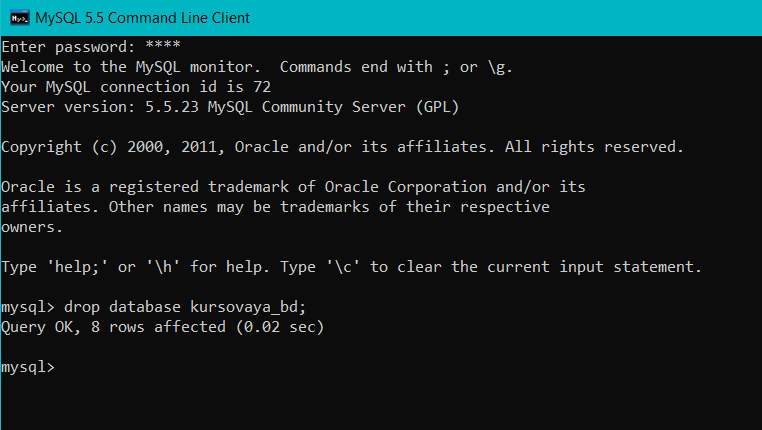 MySQL 5.5 Command Line Client
Enter password: ****
Welcome to the MySQL monitor.  Commands end with ; or \g.
Your MySQL connection id is 72
Server version: 5.5.23 MySQL Community Server (GPL)
Copyright (c) 2000, 2011, Oracle and/or its affiliates. All rights reserved.
Oracle is a registered trademark of Oracle Corporation and/or its
affiliates. Other names may be trademarks of their respective
owners.
Type 'help;' or '\h' for help. Type '\c' to clear the current input statement.
mysql> drop database kursovaya_bd;
Query OK, 8 rows affected (0.02 sec)
mysql>